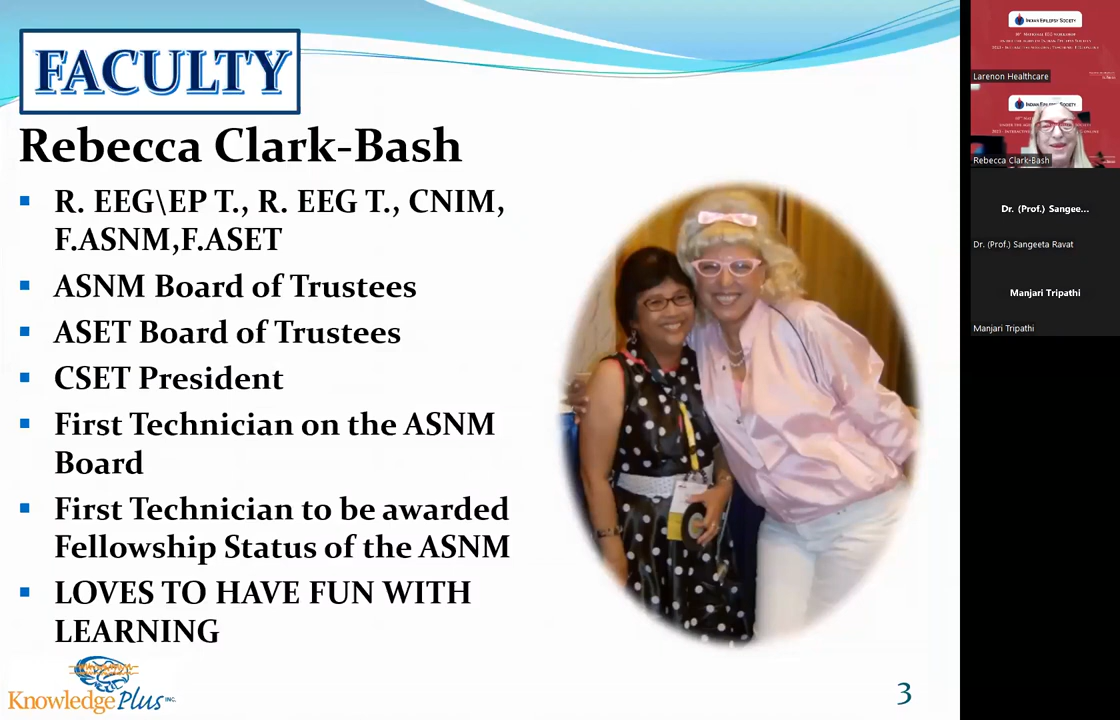 FACULTY
Rebecca Clark-Bash
R. EEG\EP T., R. EEG T., CNIM,
F.ASNM,F.ASET
ASNM Board of Trustees
ASET Board of Trustees
CSET President
First Technician on the ASNM
Board
First Technician to be awarded
Fellowship Status of the ASNM
LOVES TO HAVE FUN WITH
LEARNING
KnowledgePlus INC.
3
INDIAN EPILEPSY SOCIETY
Larenon Healthcare
Rebecca Clark-Bash
Dr. (Prof.) Sangee...
Dr. (Prof.) Sangeeta Ravat
Manjari Tripathi
Manjari Tripathi